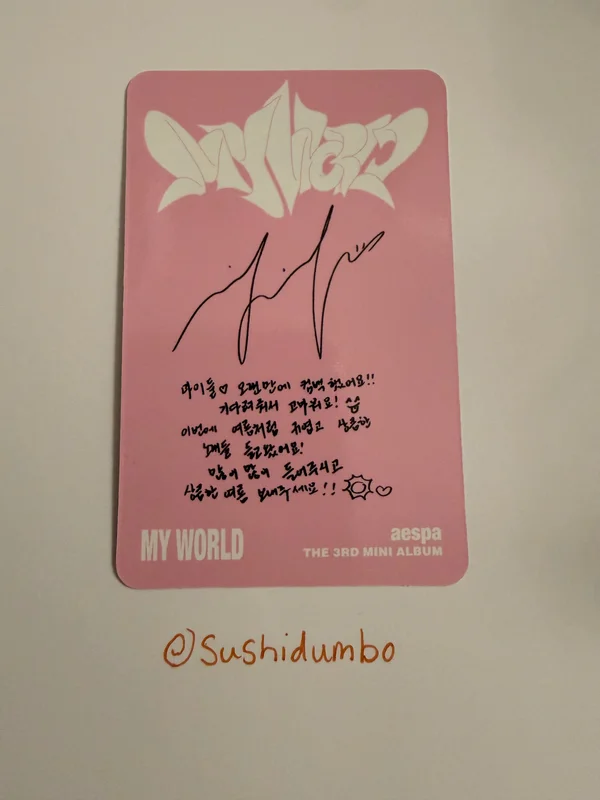 MY WORLD
마이들♡ 오랜만에 컴백했어요!!
기다려줘서 고마워요!
이번에 여름처럼 귀엽고 상큼한
노래들 들고왔어요!
많이 많이 들어주시고
상큼한 여름 보내주세요!!
MY WORLD
aespa
THE 3RD MINI ALBUM
@Sushidumbo